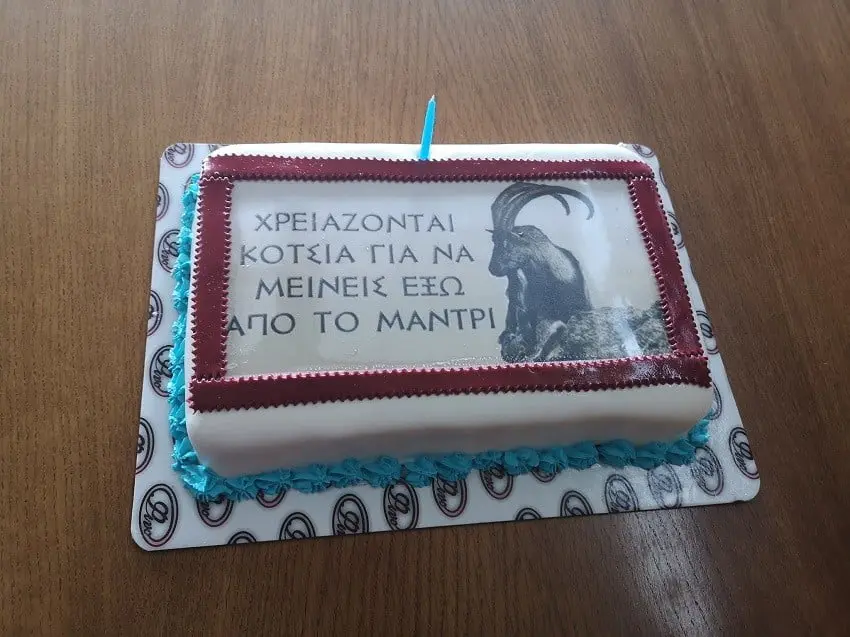 ΧΡΕΙΑΖΟΝΤΑΙ
ΚΟΤΣΙΑ ΓΙΑ ΝΑ
ΜΕΙΝΕΙΣ ΕΞΩ
ΑΠΟ ΤΟ ΜΑΝΤΡΙ